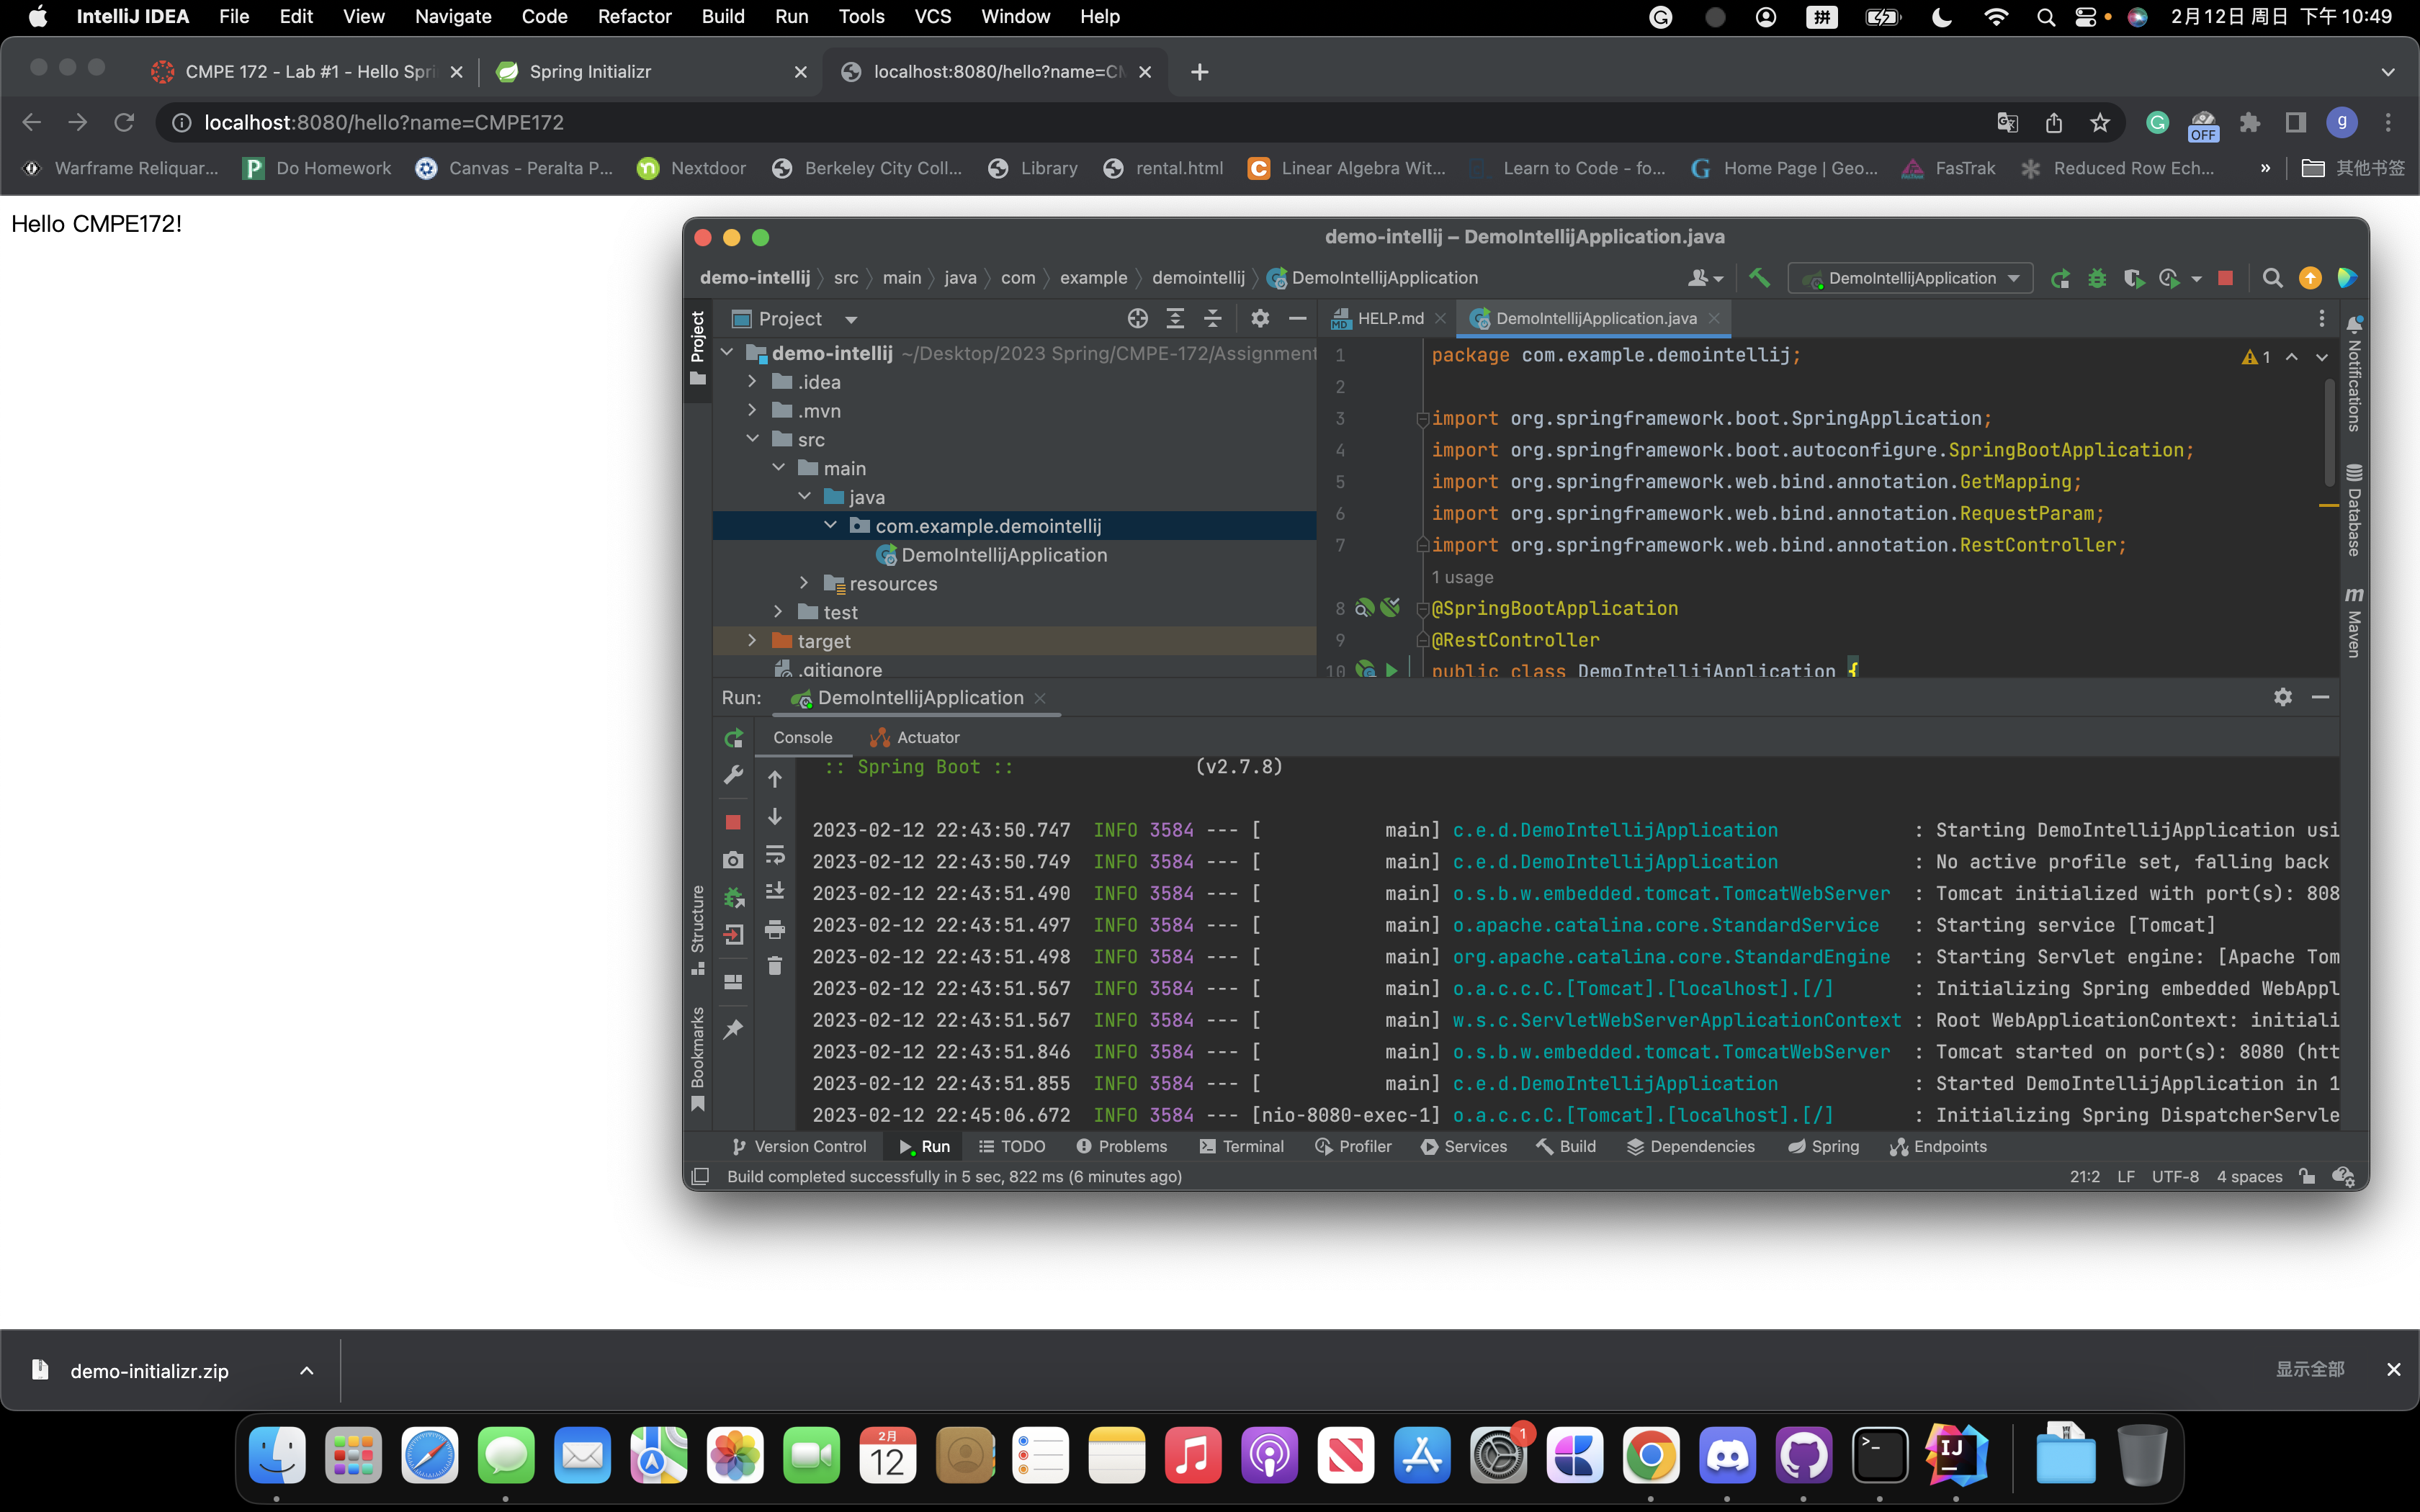 IntelliJ IDEA File Edit View Navigate Code Refactor Build Run Tools VCS Window Help 拼 2月12日 周日 下午 10:49
CMPE 172 - Lab #1 - Hello Spri Spring Initializr localhost:8080/hello?name=CM
localhost:8080/hello?name=CMPE172 OFF g
Warframe Reliquar... Do Homework Canvas - Peralta P... Nextdoor Berkeley City Coll... Library rental.html Linear Algebra Wit... Learn to Code - fo... Home Page | Geo... FasTrak Reduced Row Ech... » 其他书签
Hello CMPE172!
demo-intellij – DemoIntellijApplication.java
demo-intellij src main java com example demointellij DemoIntellijApplication DemoIntellijApplication
Project
Project
HELP.md DemoIntellijApplication.java
demo-intellij ~/Desktop/2023 Spring/CMPE-172/Assignment
.idea
.mvn
src
main
java
com.example.demointellij
DemoIntellijApplication
resources
test
target
.gitignore
1 package com.example.demointellij; 1
2
3 import org.springframework.boot.SpringApplication;
4 import org.springframework.boot.autoconfigure.SpringBootApplication;
5 import org.springframework.web.bind.annotation.GetMapping;
6 import org.springframework.web.bind.annotation.RequestParam;
7 import org.springframework.web.bind.annotation.RestController;
1 usage
8 @SpringBootApplication
9 @RestController
10 public class DemoIntellijApplication {
Notifications
Database
Maven
Run: DemoIntellijApplication
Console Actuator
:: Spring Boot :: (v2.7.8)
2023-02-12 22:43:50.747 INFO 3584 --- [ main] c.e.d.DemoIntellijApplication : Starting DemoIntellijApplication usi
2023-02-12 22:43:50.749 INFO 3584 --- [ main] c.e.d.DemoIntellijApplication : No active profile set, falling back
2023-02-12 22:43:51.490 INFO 3584 --- [ main] o.s.b.w.embedded.tomcat.TomcatWebServer : Tomcat initialized with port(s): 808
2023-02-12 22:43:51.497 INFO 3584 --- [ main] o.apache.catalina.core.StandardService : Starting service [Tomcat]
2023-02-12 22:43:51.498 INFO 3584 --- [ main] org.apache.catalina.core.StandardEngine : Starting Servlet engine: [Apache Tom
2023-02-12 22:43:51.567 INFO 3584 --- [ main] o.a.c.c.C.[Tomcat].[localhost].[/] : Initializing Spring embedded WebAppl
2023-02-12 22:43:51.567 INFO 3584 --- [ main] w.s.c.ServletWebServerApplicationContext : Root WebApplicationContext: initiali
2023-02-12 22:43:51.846 INFO 3584 --- [ main] o.s.b.w.embedded.tomcat.TomcatWebServer : Tomcat started on port(s): 8080 (htt
2023-02-12 22:43:51.855 INFO 3584 --- [ main] c.e.d.DemoIntellijApplication : Started DemoIntellijApplication in 1
2023-02-12 22:45:06.672 INFO 3584 --- [nio-8080-exec-1] o.a.c.c.C.[Tomcat].[localhost].[/] : Initializing Spring DispatcherServle
Structure
Bookmarks
Version Control Run TODO Problems Terminal Profiler Services Build Dependencies Spring Endpoints
Build completed successfully in 5 sec, 822 ms (6 minutes ago) 21:2 LF UTF-8 4 spaces
demo-initializr.zip 显示全部
2月
12
1
IJ